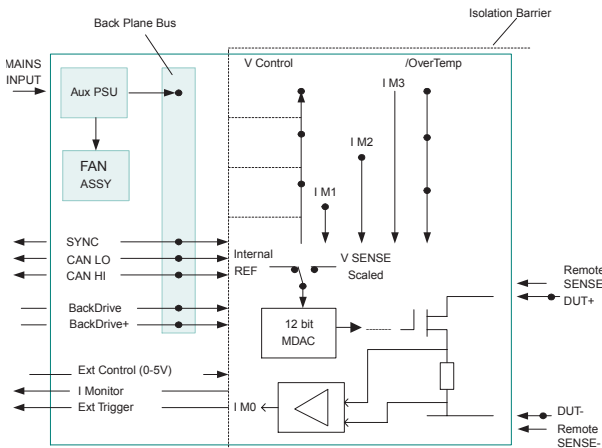 Isolation Barrier
Back Plane Bus
MAINS
INPUT
V Control
/OverTemp
Aux PSU
I M3
I M2
FAN
ASSY
I M1
SYNC
CAN LO
CAN HI
Internal
REF
V SENSE
Scaled
Remote
SENSE
DUT+
BackDrive
BackDrive+
12 bit
MDAC
Ext Control (0-5V)
I Monitor
Ext Trigger
I M0
DUT-
Remote
SENSE-